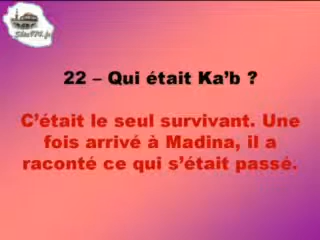 22 – Qui était Ka’b ?
C’était le seul survivant. Une
fois arrivé à Madina, il a
raconté ce qui s’était passé.